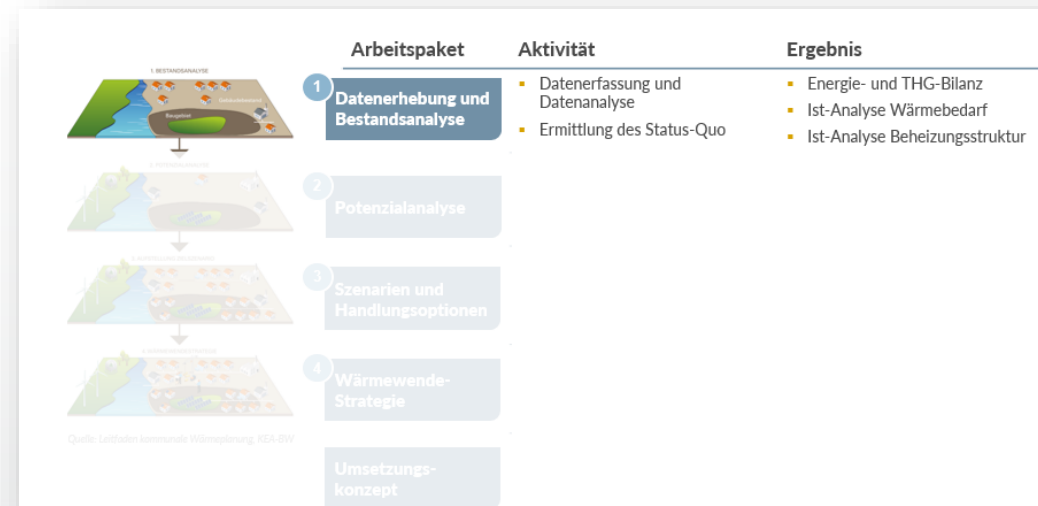 Arbeitspaket Aktivität Ergebnis
1. BESTANDSANALYSE
Baugebiet
1 Datenerhebung und
Bestandsanalyse
▪ Datenerfassung und
Datenanalyse
▪ Ermittlung des Status-Quo
▪ Energie- und THG-Bilanz
▪ Ist-Analyse Wärmebedarf
▪ Ist-Analyse Beheizungsstruktur
2. POTENZIALANALYSE
2 Potenzialanalyse
3 Szenarien und
Handlungsoptionen
4 Wärmewende-
Strategie
Quelle: Leitfaden kommunale Wärmeplanung, KEA-BW
Umsetzungs-
konzept